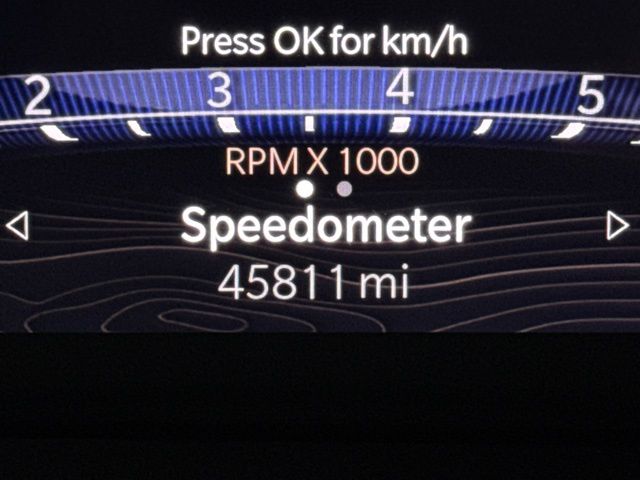 Press OK for km/h
2 3 4 5
RPM X 1000
Speedometer
45811 mi